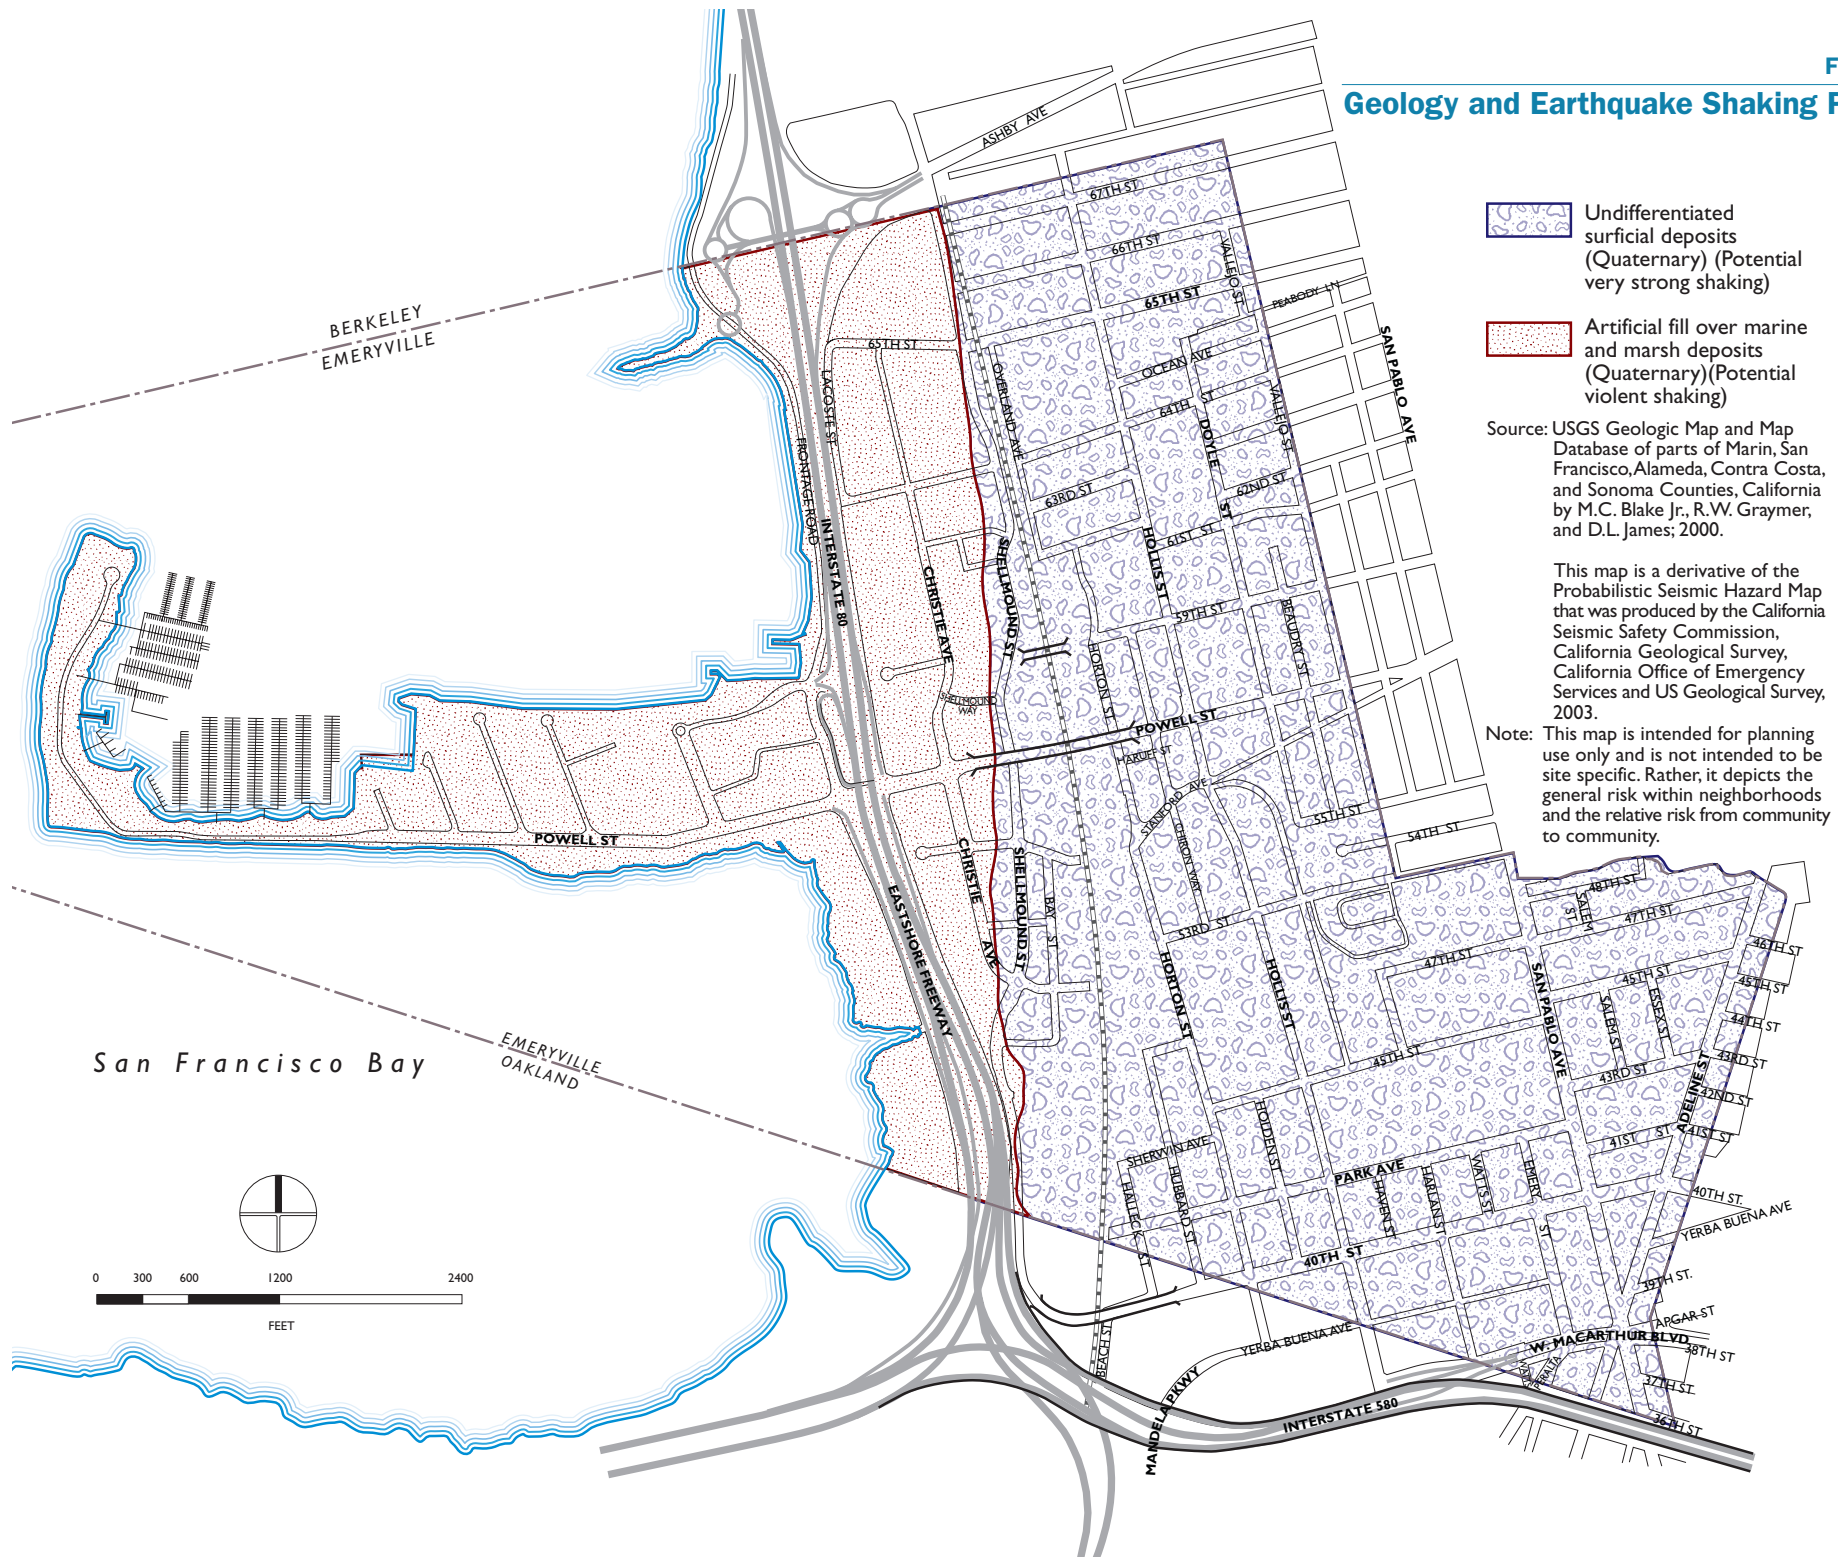 F
Geology and Earthquake Shaking P
Undifferentiated
surficial deposits
(Quaternary) (Potential
very strong shaking)
Artificial fill over marine
and marsh deposits
(Quaternary)(Potential
violent shaking)
Source: USGS Geologic Map and Map
Database of parts of Marin, San
Francisco,Alameda, Contra Costa,
and Sonoma Counties, California
by M.C. Blake Jr., R.W. Graymer,
and D.L. James; 2000.
This map is a derivative of the
Probabilistic Seismic Hazard Map
that was produced by the California
Seismic Safety Commission,
California Geological Survey,
California Office of Emergency
Services and US Geological Survey,
2003.
Note: This map is intended for planning
use only and is not intended to be
site specific. Rather, it depicts the
general risk within neighborhoods
and the relative risk from community
to community.
ASHBY AVE
67TH ST
66TH ST
VALLEJO ST
65TH ST
PEABODY LN
BERKELEY
EMERYVILLE
65TH ST
LACOSTE ST
OVERLAND AVE
OCEAN AVE
SAN PABLO AVE
64TH ST
VALLEJO ST
DOYLE ST
FRONTAGE ROAD
INTERSTATE 80
63RD ST
62ND ST
61ST ST
HOLLIS ST
SHELLMOUND ST
CHRISTIE AVE
59TH ST
BEAUDRY ST
HORTON ST
SHELLMOUND
WAY
POWELL ST
HARUFF ST
STANFORD AVE
CHIRON WAY
55TH ST
54TH ST
POWELL ST
CHRISTIE AVE
SHELLMOUND ST
BAY ST
EASTSHORE FREEWAY
53RD ST
HORTON ST
HOLLIS ST
48TH ST
SALEM ST
47TH ST
47TH ST
46TH ST
45TH ST
45TH ST
SAN PABLO AVE
SALEM ST
ESSEX ST
44TH ST
43RD ST
45TH ST
43RD ST
ADELINE ST
42ND ST
41ST ST
41ST ST
San Francisco Bay
EMERYVILLE
OAKLAND
HOLDEN ST
SHERWIN AVE
HALLECK ST
HUBBARD ST
PARK AVE
HAVEN ST
HARLAN ST
WATTS ST
EMERY ST
40TH ST.
YERBA BUENA AVE
40TH ST
39TH ST.
APGAR ST
W. MACARTHUR BLVD
38TH ST
37TH ST.
36TH ST
PERALTA
YERBA BUENA AVE
BEACH ST
MANDELA PKWY
INTERSTATE 580
0 300 600 1200 2400
FEET